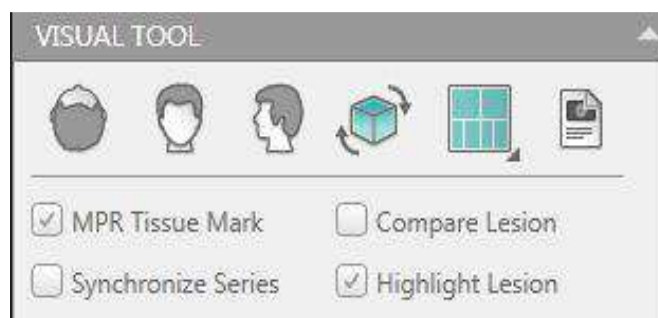 VISUAL TOOL
MPR Tissue Mark Compare Lesion
Synchronize Series Highlight Lesion